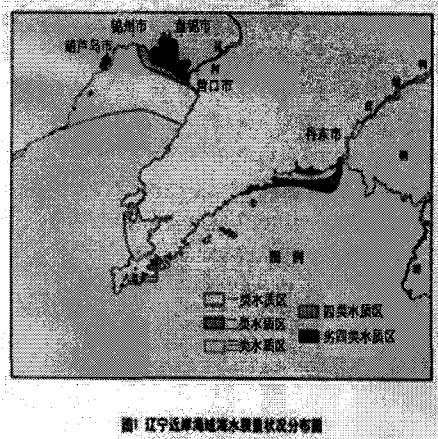 锦州市
盘锦市
葫芦岛市
营口市
丹东市
图 例
一类水质区
二类水质区
三类水质区
四类水质区
劣四类水质区
图1 辽宁近岸海域海水质量状况分布图